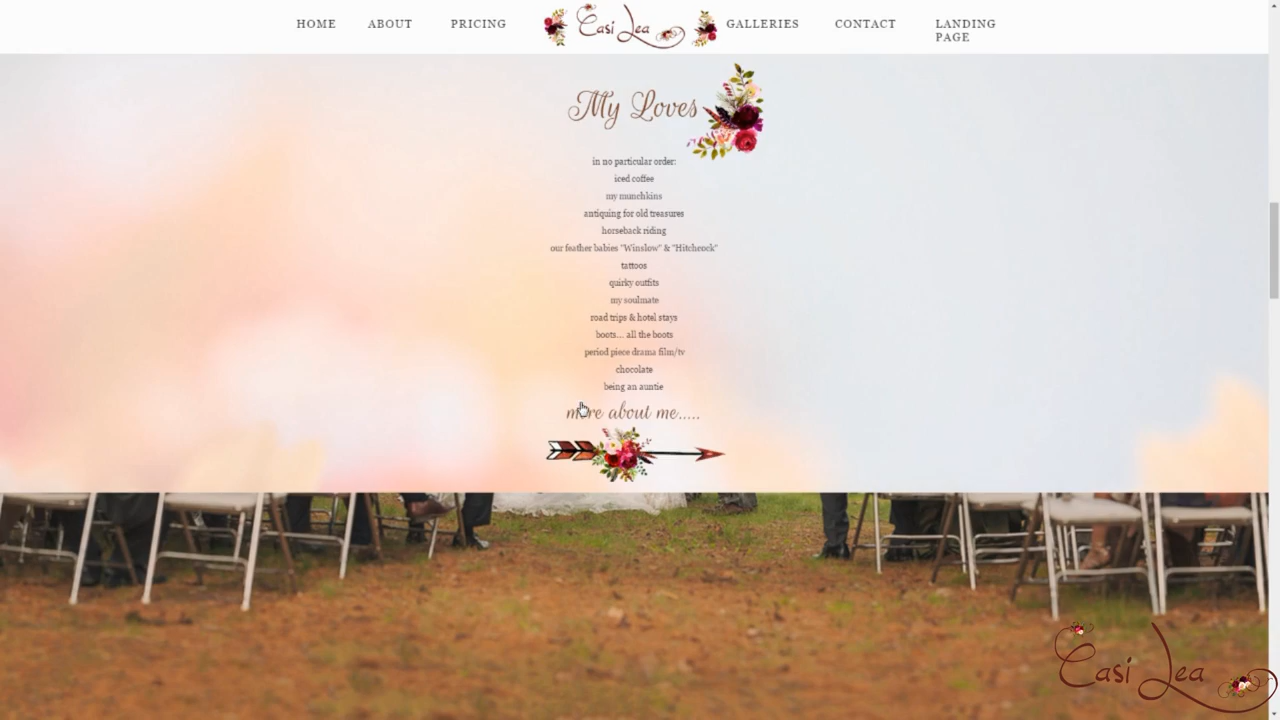 HOME
ABOUT
PRICING
Casi Lea
GALLERIES
CONTACT
LANDING
PAGE
My Loves
in no particular order:
iced coffee
my munchkins
antiquing for old treasures
horseback riding
our feather babies "Winslow" & "Hitchcock"
tattoos
quirky outfits
my soulmate
road trips & hotel stays
boots... all the boots
period piece drama film/tv
chocolate
being an auntie
more about me.....
Casi Lea